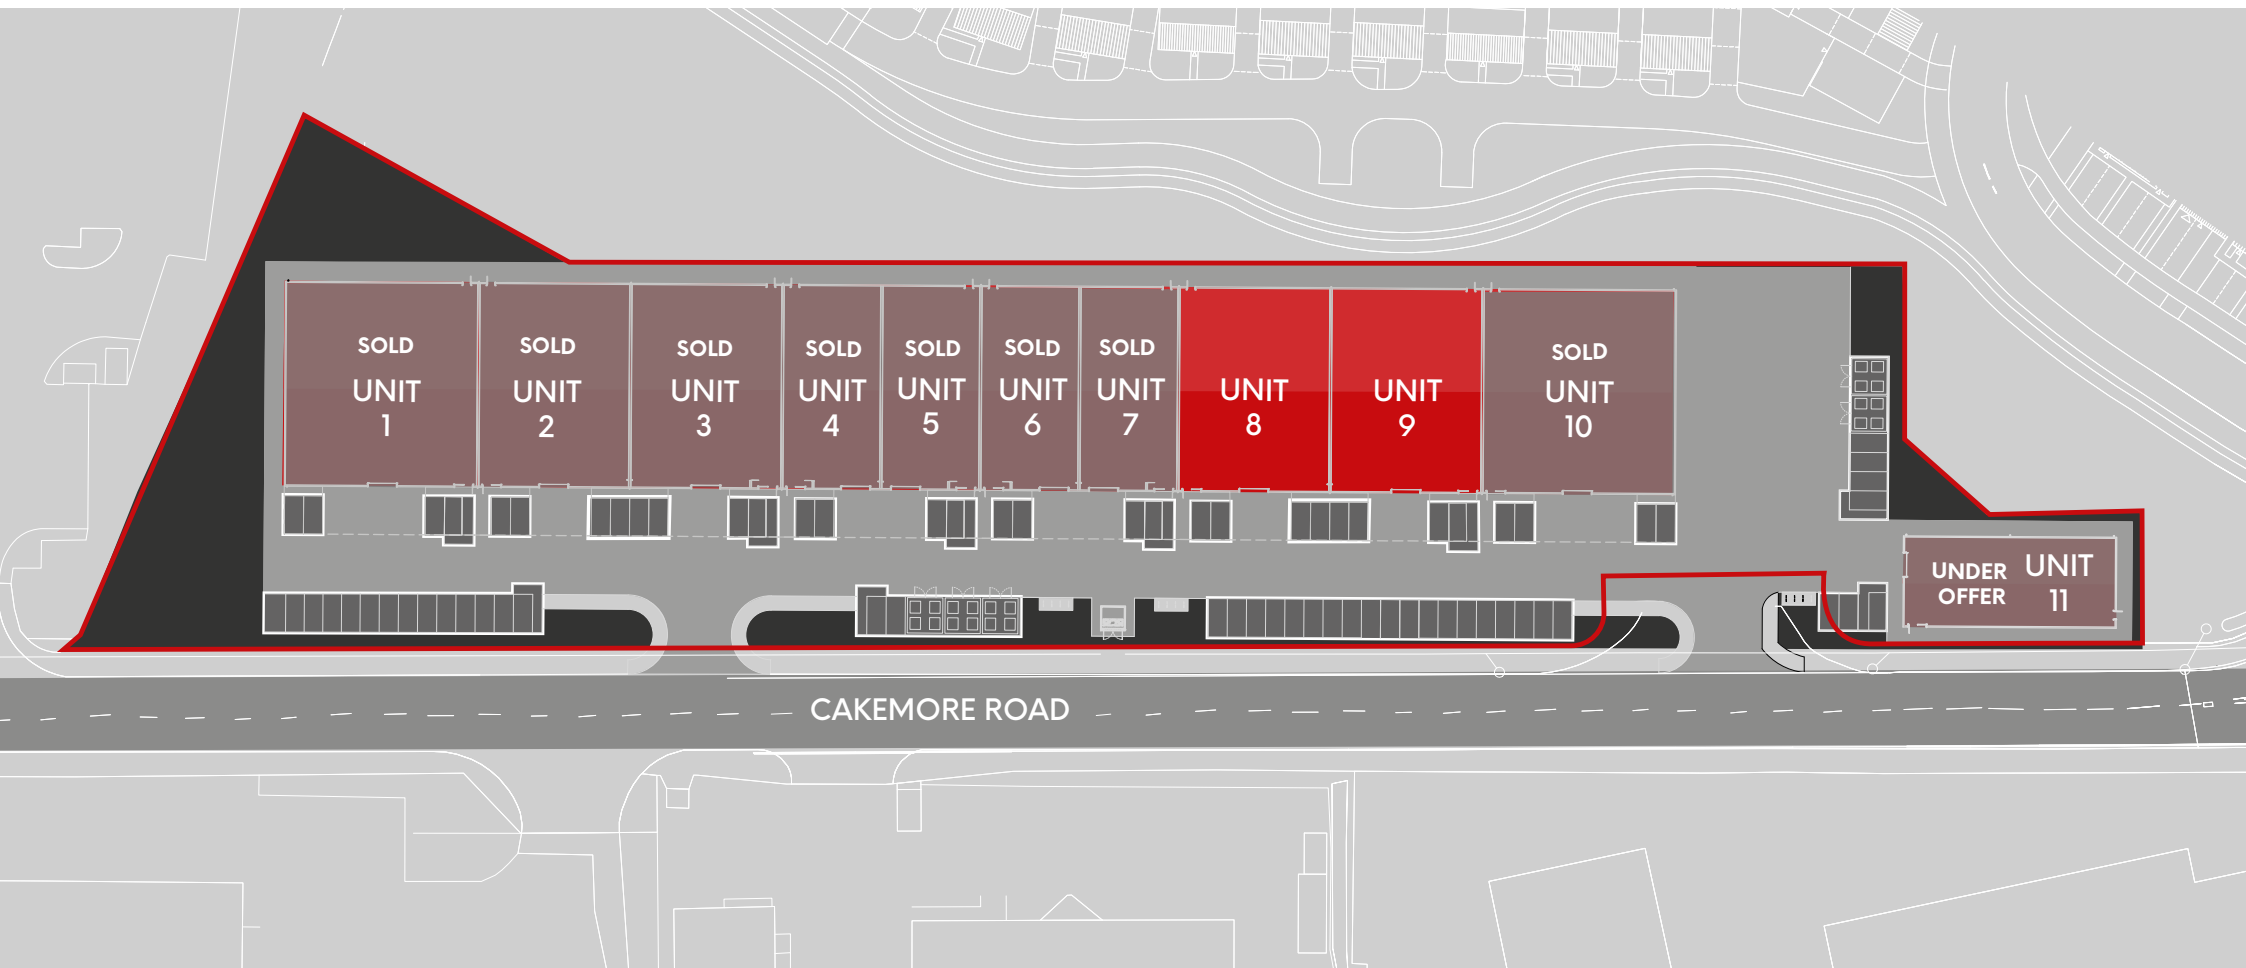 SOLD
UNIT
1
SOLD
UNIT
2
SOLD
UNIT
3
SOLD
UNIT
4
SOLD
UNIT
5
SOLD
UNIT
6
SOLD
UNIT
7
UNIT
8
UNIT
9
SOLD
UNIT
10
UNDER
OFFER
UNIT
11
CAKEMORE ROAD